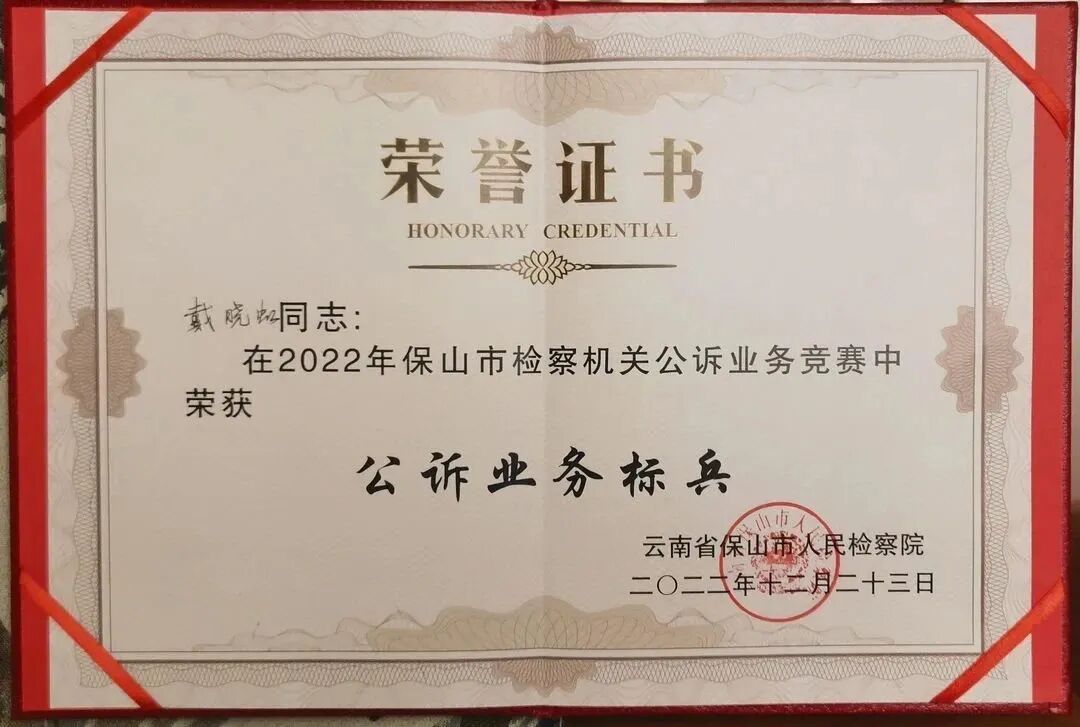 荣誉证书
HONORARY CREDENTIAL
戴晓虹同志：
在2022年保山市检察机关公诉业务竞赛中
荣获
公诉业务标兵
云南省保山市人民检察院
二〇二二年十二月二十三日